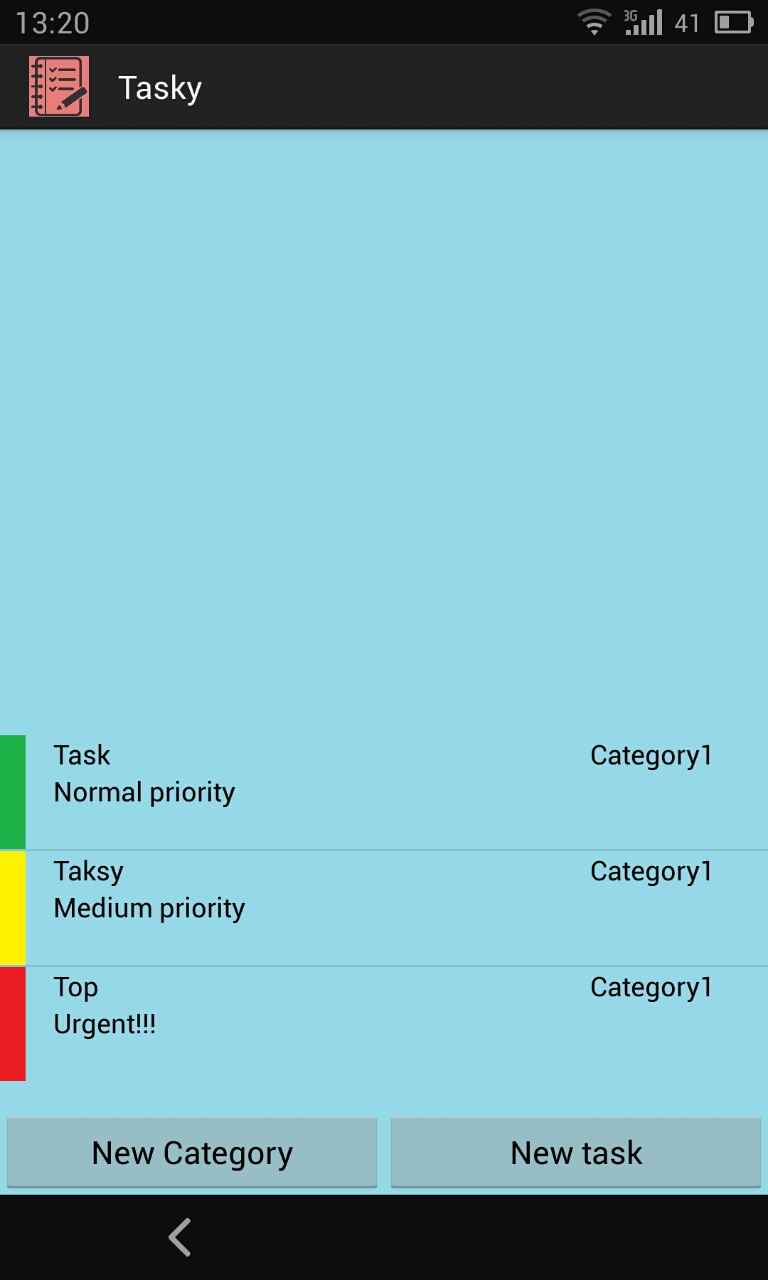 13:20 3G 41
Tasky
Task Category1
Normal priority
Taksy Category1
Medium priority
Top Category1
Urgent!!!
New Category New task